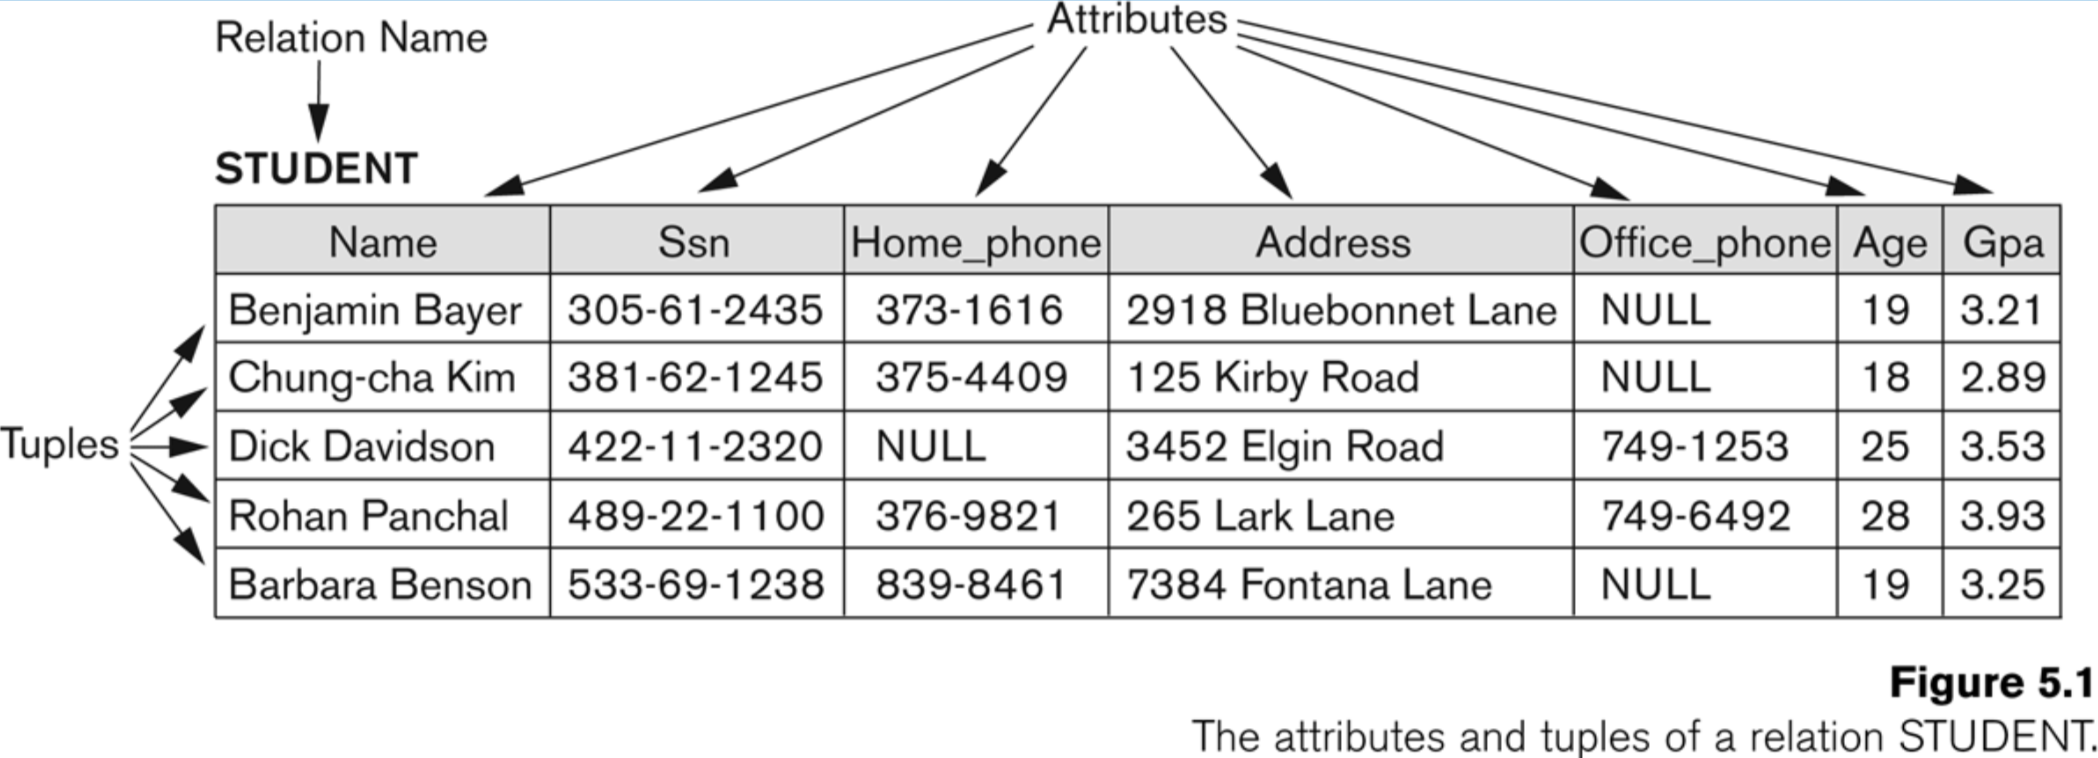 Attributes
Relation Name
STUDENT
Name Ssn Home_phone Address Office_phone Age Gpa
Benjamin Bayer 305-61-2435 373-1616 2918 Bluebonnet Lane NULL 19 3.21
Chung-cha Kim 381-62-1245 375-4409 125 Kirby Road NULL 18 2.89
Tuples Dick Davidson 422-11-2320 NULL 3452 Elgin Road 749-1253 25 3.53
Rohan Panchal 489-22-1100 376-9821 265 Lark Lane 749-6492 28 3.93
Barbara Benson 533-69-1238 839-8461 7384 Fontana Lane NULL 19 3.25
Figure 5.1
The attributes and tuples of a relation STUDENT.